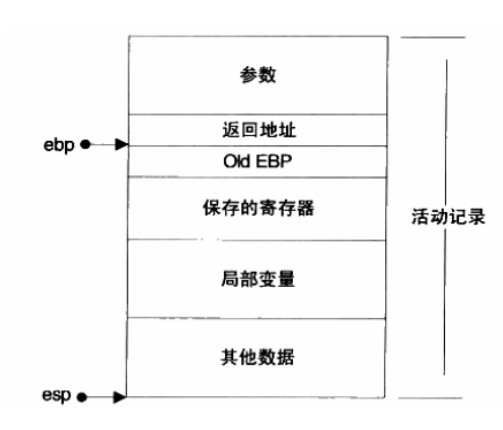 参数
返回地址
ebp
Old EBP
保存的寄存器
活动记录
局部变量
其他数据
esp